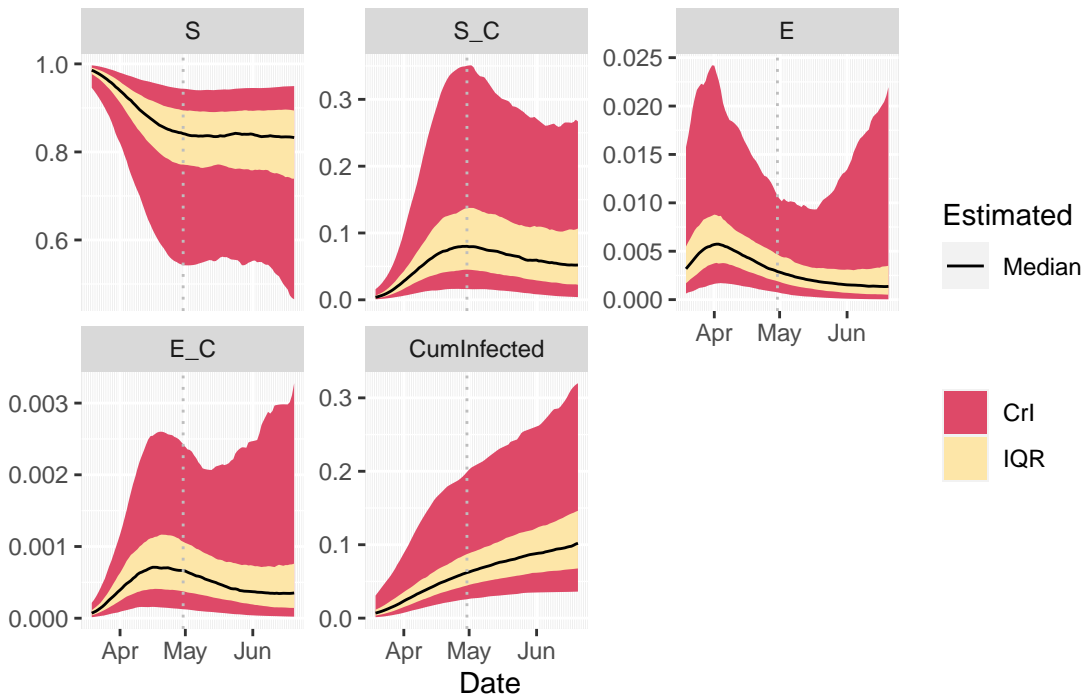 S
S_C
E
1.0
0.8
0.6
0.3
0.2
0.1
0.0
0.025
0.020
0.015
0.010
0.005
0.000
Apr May Jun
E_C
CumInfected
0.003
0.002
0.001
0.000
Apr May Jun
0.3
0.2
0.1
0.0
Apr May Jun
Date
Estimated
Median
CrI
IQR